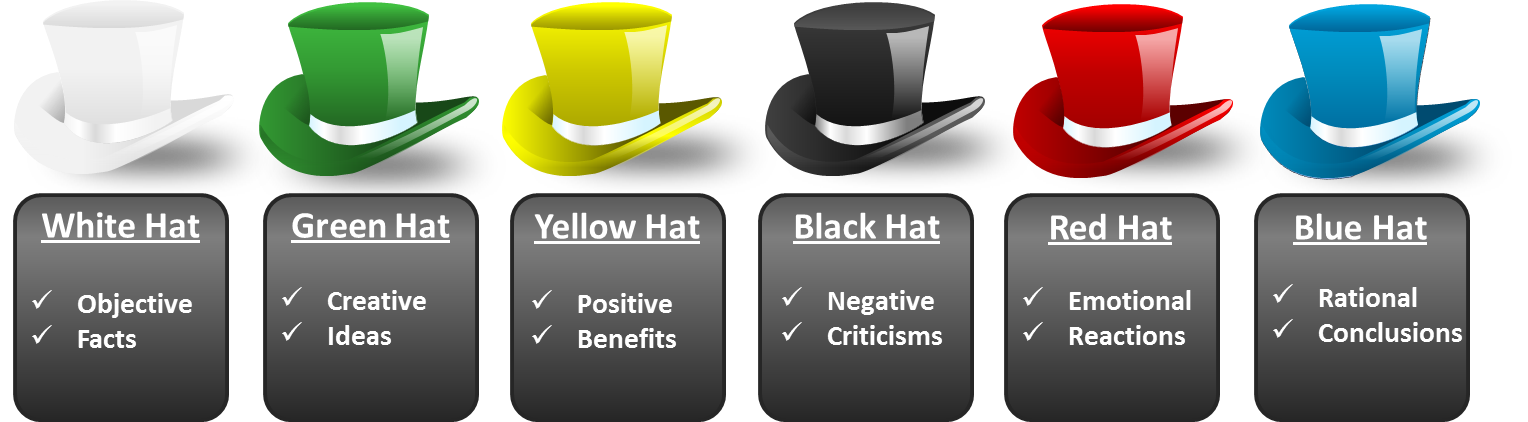 White Hat
✓ Objective
✓ Facts
Green Hat
✓ Creative
✓ Ideas
Yellow Hat
✓ Positive
✓ Benefits
Black Hat
✓ Negative
✓ Criticisms
Red Hat
✓ Emotional
✓ Reactions
Blue Hat
✓ Rational
✓ Conclusions